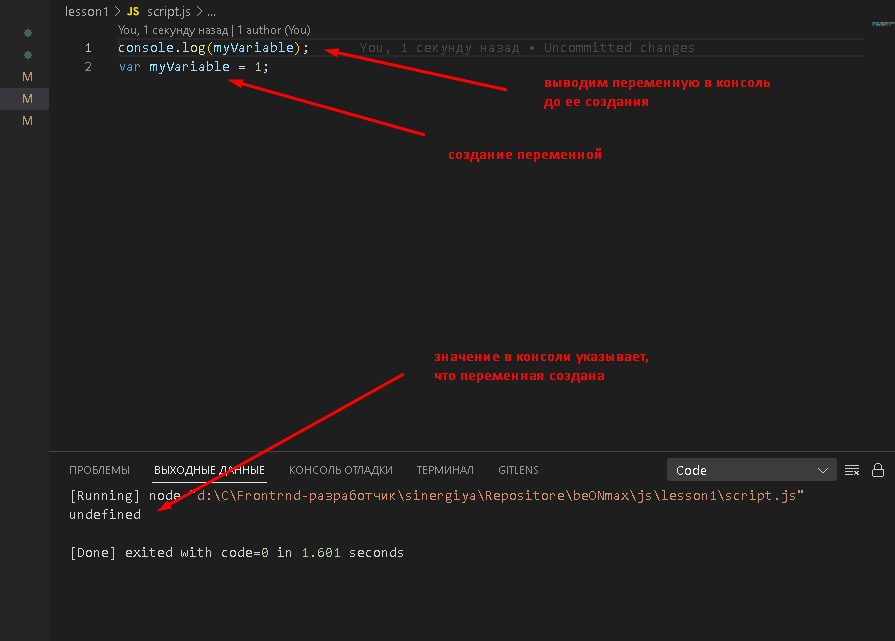 lesson1 > JS script.js > ...
You, 1 секунду назад | 1 author (You)
1 console.log(myVariable); You, 1 секунду назад • Uncommitted changes
2 var myVariable = 1;
M
M
M
выводим переменную в консоль
до ее создания
создание переменной
значение в консоли указывает,
что переменная создана
ПРОБЛЕМЫ ВЫХОДНЫЕ ДАННЫЕ КОНСОЛЬ ОТЛАДКИ ТЕРМИНАЛ GITLENS Code
[Running] node "d:\C\Frontrnd-разработчик\sinergiya\Repositore\beONmax\js\lesson1\script.js"
undefined
[Done] exited with code=0 in 1.601 seconds